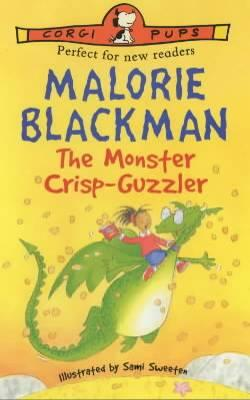 CORGI PUPS
Perfect for new readers
MALORIE
BLACKMAN
The Monster
Crisp-Guzzler
Illustrated by Sami Sweeten